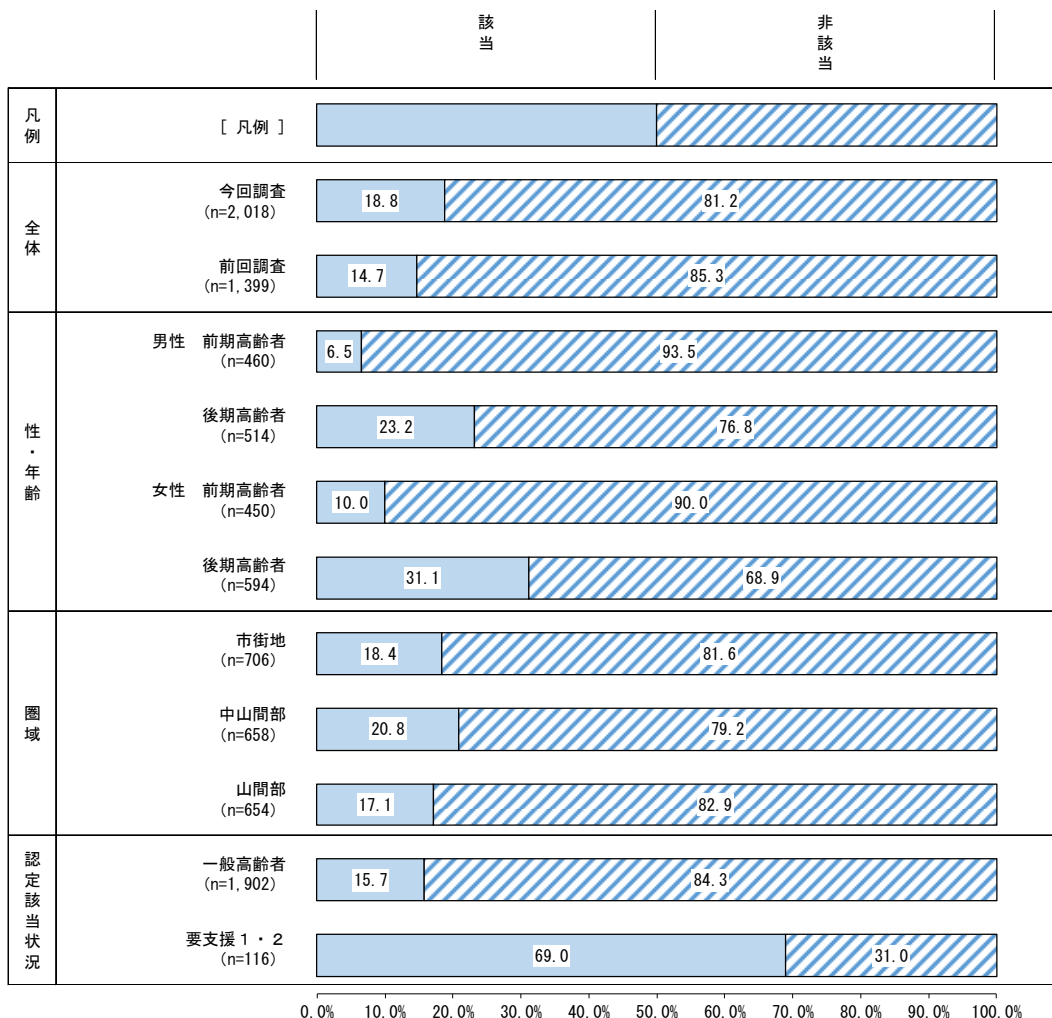 該当
非該当
凡例
[ 凡例 ]
全体
今回調査
(n=2,018)
18.8
81.2
前回調査
(n=1,399)
14.7
85.3
性・年齢
男性　前期高齢者
(n=460)
6.5
93.5
後期高齢者
(n=514)
23.2
76.8
女性　前期高齢者
(n=450)
10.0
90.0
後期高齢者
(n=594)
31.1
68.9
圏域
市街地
(n=706)
18.4
81.6
中山間部
(n=658)
20.8
79.2
山間部
(n=654)
17.1
82.9
認定該当状況
一般高齢者
(n=1,902)
15.7
84.3
要支援１・２
(n=116)
69.0
31.0
0.0% 10.0% 20.0% 30.0% 40.0% 50.0% 60.0% 70.0% 80.0% 90.0% 100.0%